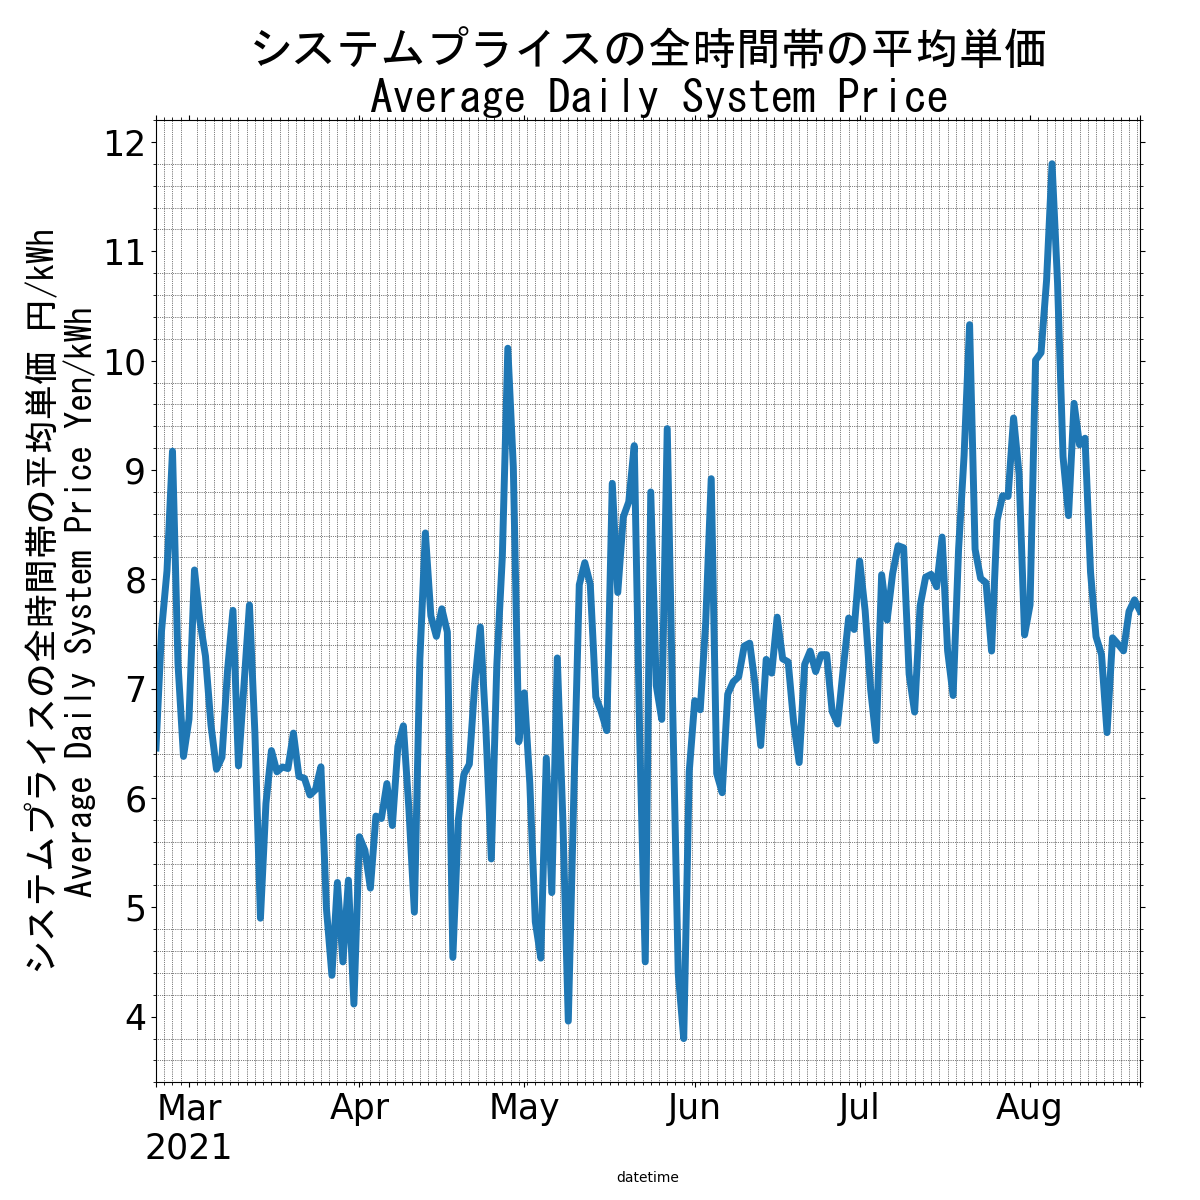 システムプライスの全時間帯の平均単価
Average Daily System Price
システムプライスの全時間帯の平均単価 円/kWh
Average Daily System Price Yen/kWh
12
11
10
9
8
7
6
5
4
Mar
2021
Apr
May
Jun
Jul
Aug
datetime